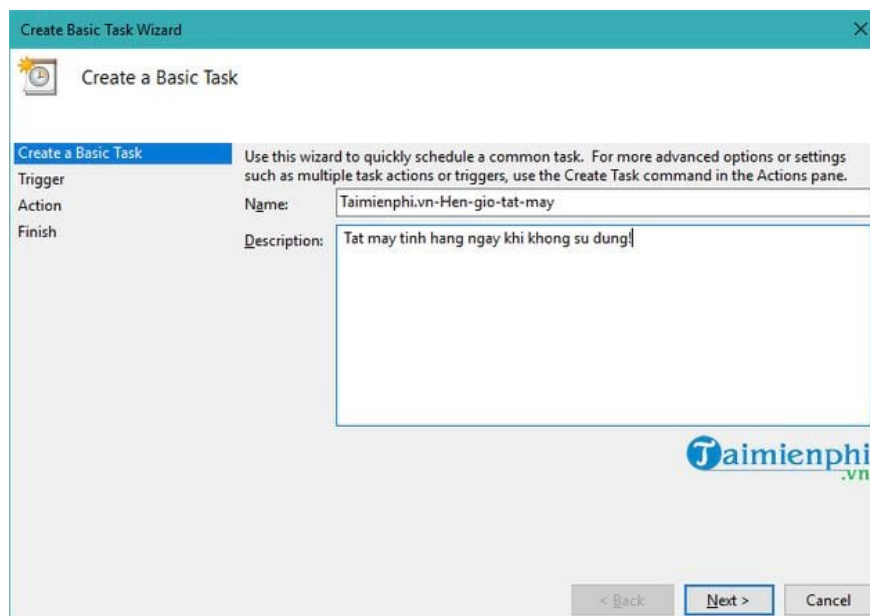 Create Basic Task Wizard
Create a Basic Task
Create a Basic Task
Trigger
Action
Finish
Use this wizard to quickly schedule a common task. For more advanced options or settings
such as multiple task actions or triggers, use the Create Task command in the Actions pane.
Name: Taimienphi.vn-Hen-gio-tat-may
Description: Tat may tinh hang ngay khi khong su dung!
Taimienphi
.vn
< Back Next > Cancel